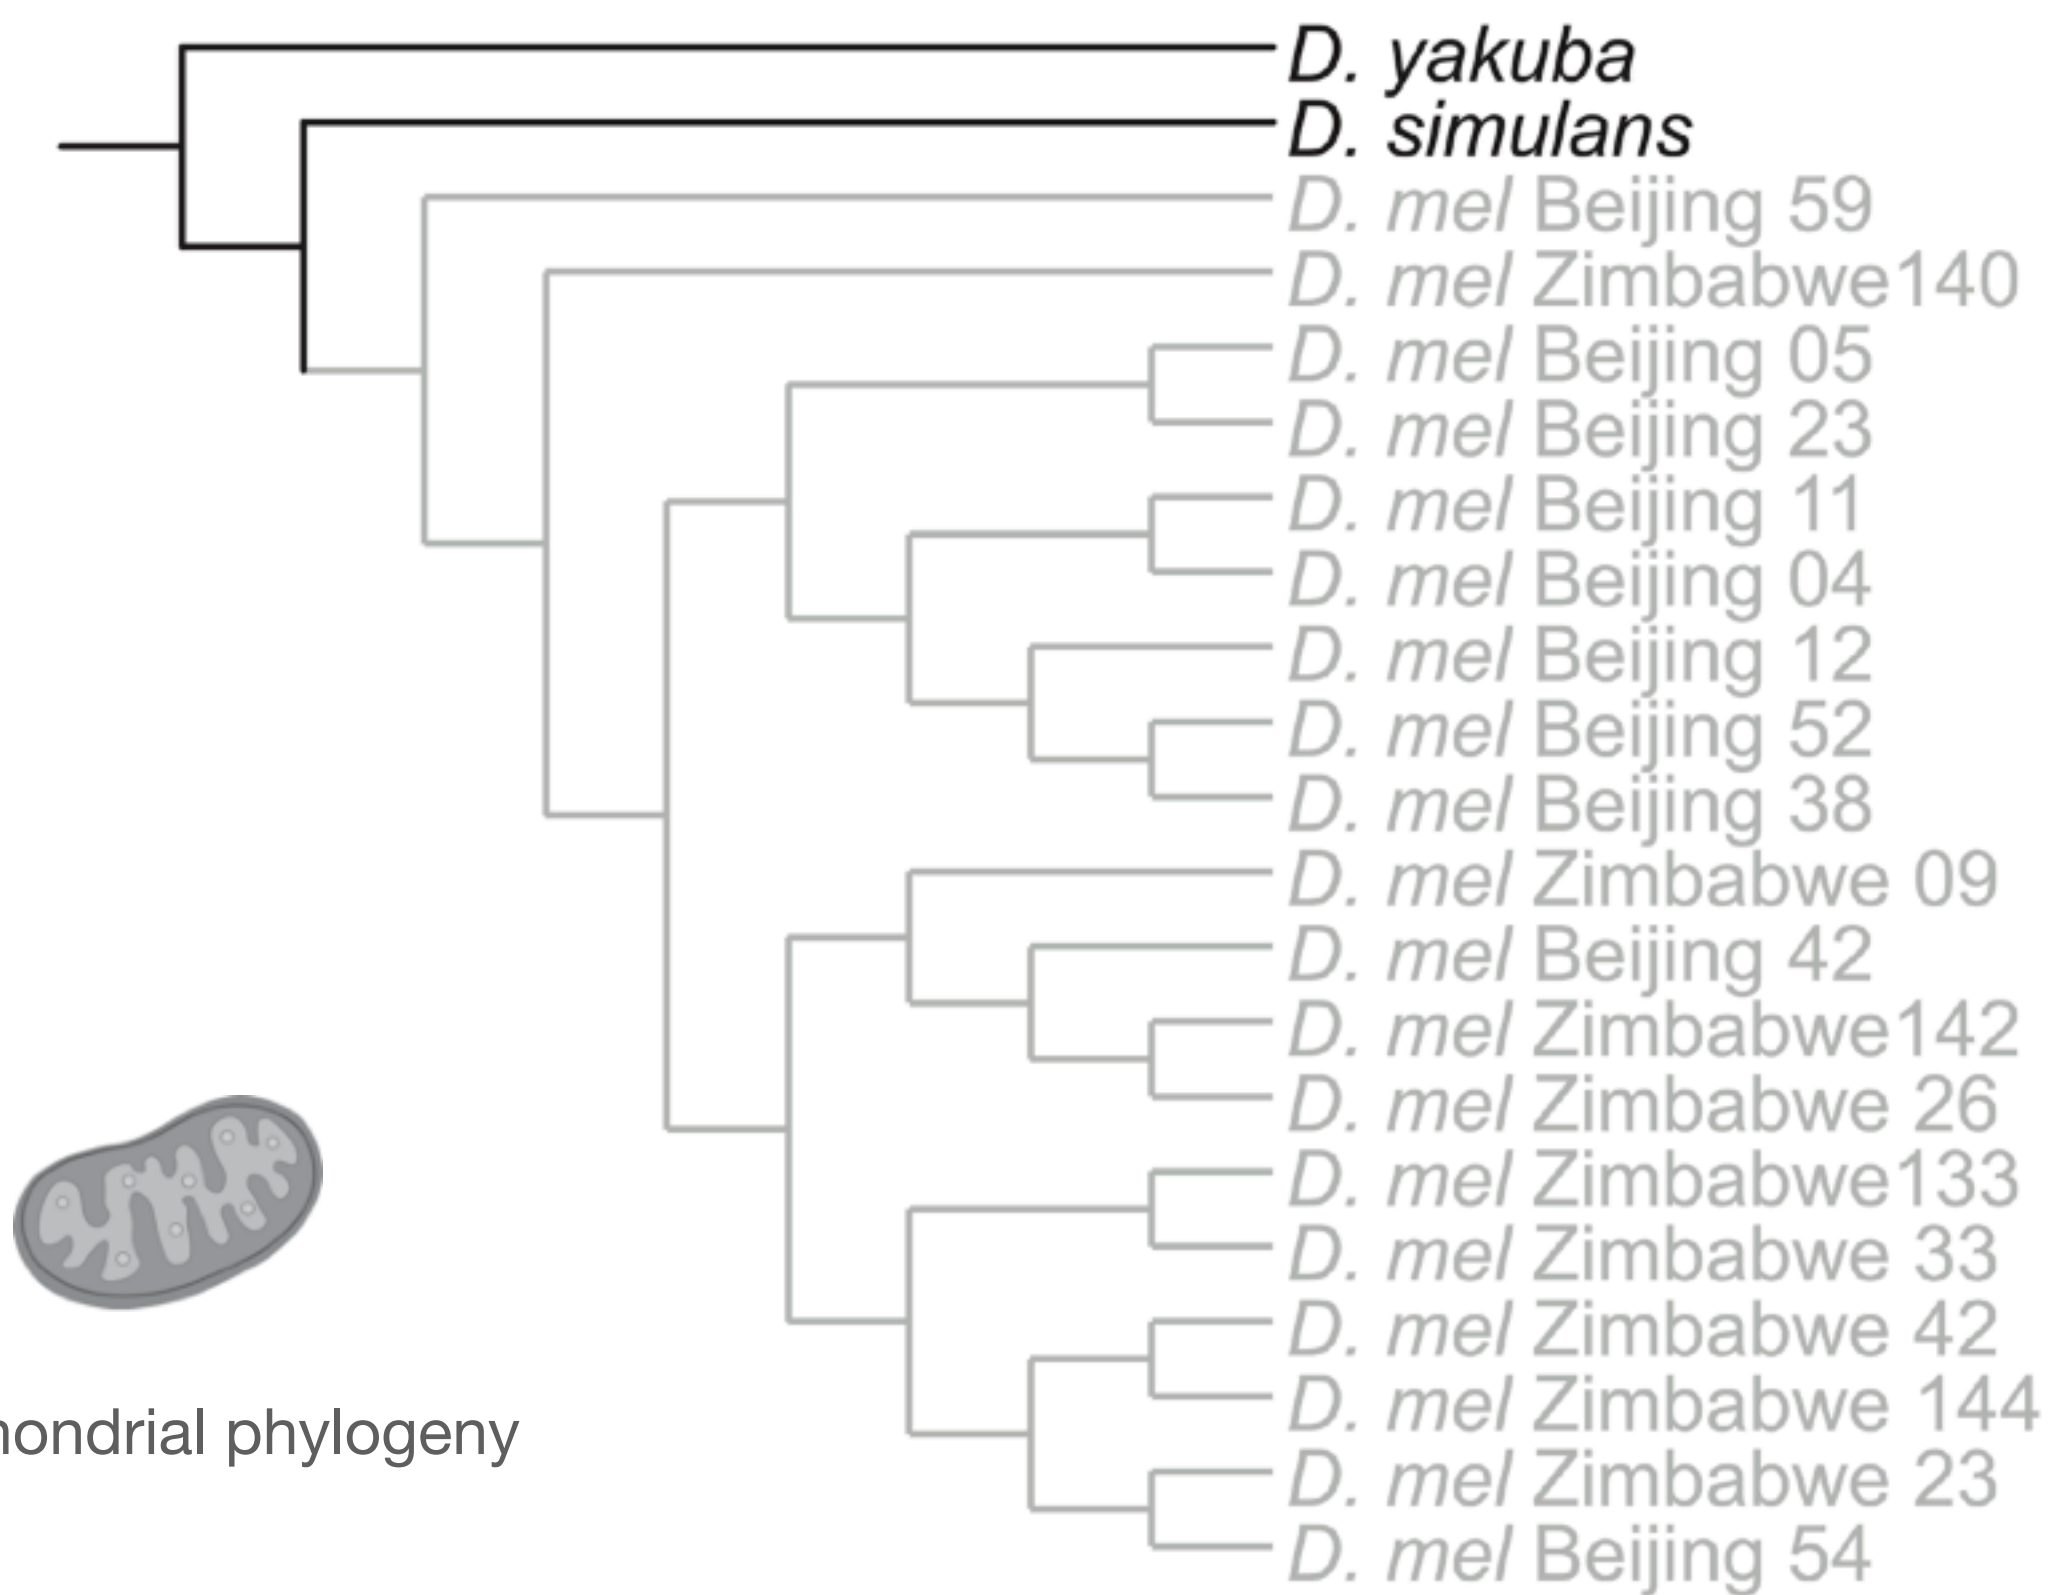 D. yakuba
D. simulans
D. mel Beijing 59
D. mel Zimbabwe140
D. mel Beijing 05
D. mel Beijing 23
D. mel Beijing 11
D. mel Beijing 04
D. mel Beijing 12
D. mel Beijing 52
D. mel Beijing 38
D. mel Zimbabwe 09
D. mel Beijing 42
D. mel Zimbabwe142
D. mel Zimbabwe 26
D. mel Zimbabwe133
D. mel Zimbabwe 33
D. mel Zimbabwe 42
D. mel Zimbabwe 144
D. mel Zimbabwe 23
D. mel Beijing 54
hondrial phylogeny